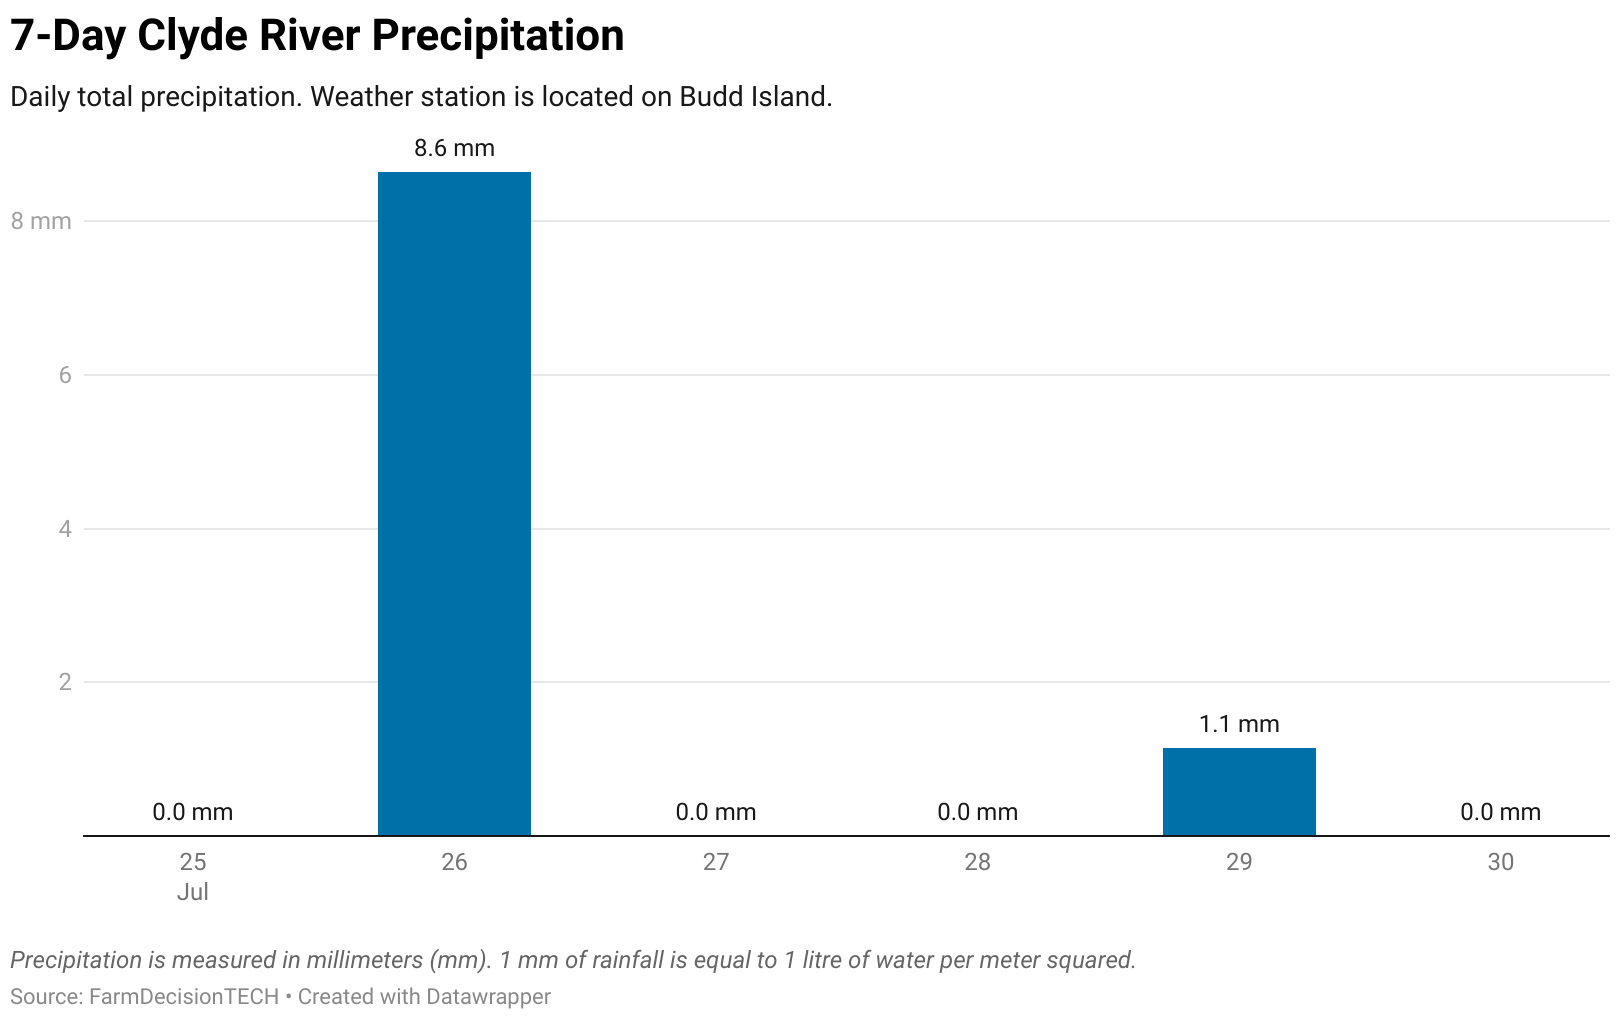 7-Day Clyde River Precipitation
Daily total precipitation. Weather station is located on Budd Island.
8.6 mm
8 mm
6
4
2
1.1 mm
0.0 mm 0.0 mm 0.0 mm 0.0 mm
25 26 27 28 29 30
Jul
Precipitation is measured in millimeters (mm). 1 mm of rainfall is equal to 1 litre of water per meter squared.
Source: FarmDecisionTECH • Created with Datawrapper